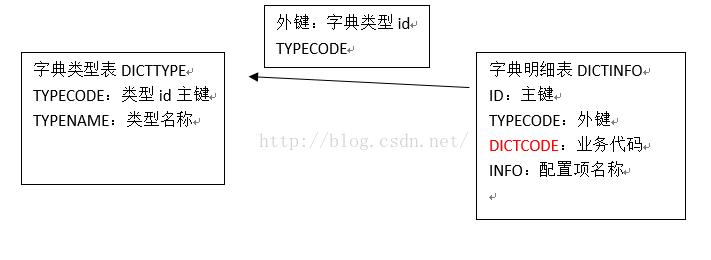 外键：字典类型 id
TYPECODE
字典类型表 DICTTYPE
TYPECODE：类型 id 主键
TYPENAME：类型名称
字典明细表 DICTINFO
ID：主键
TYPECODE：外键
DICTCODE：业务代码
INFO：配置项名称
http://blog.csdn.net/